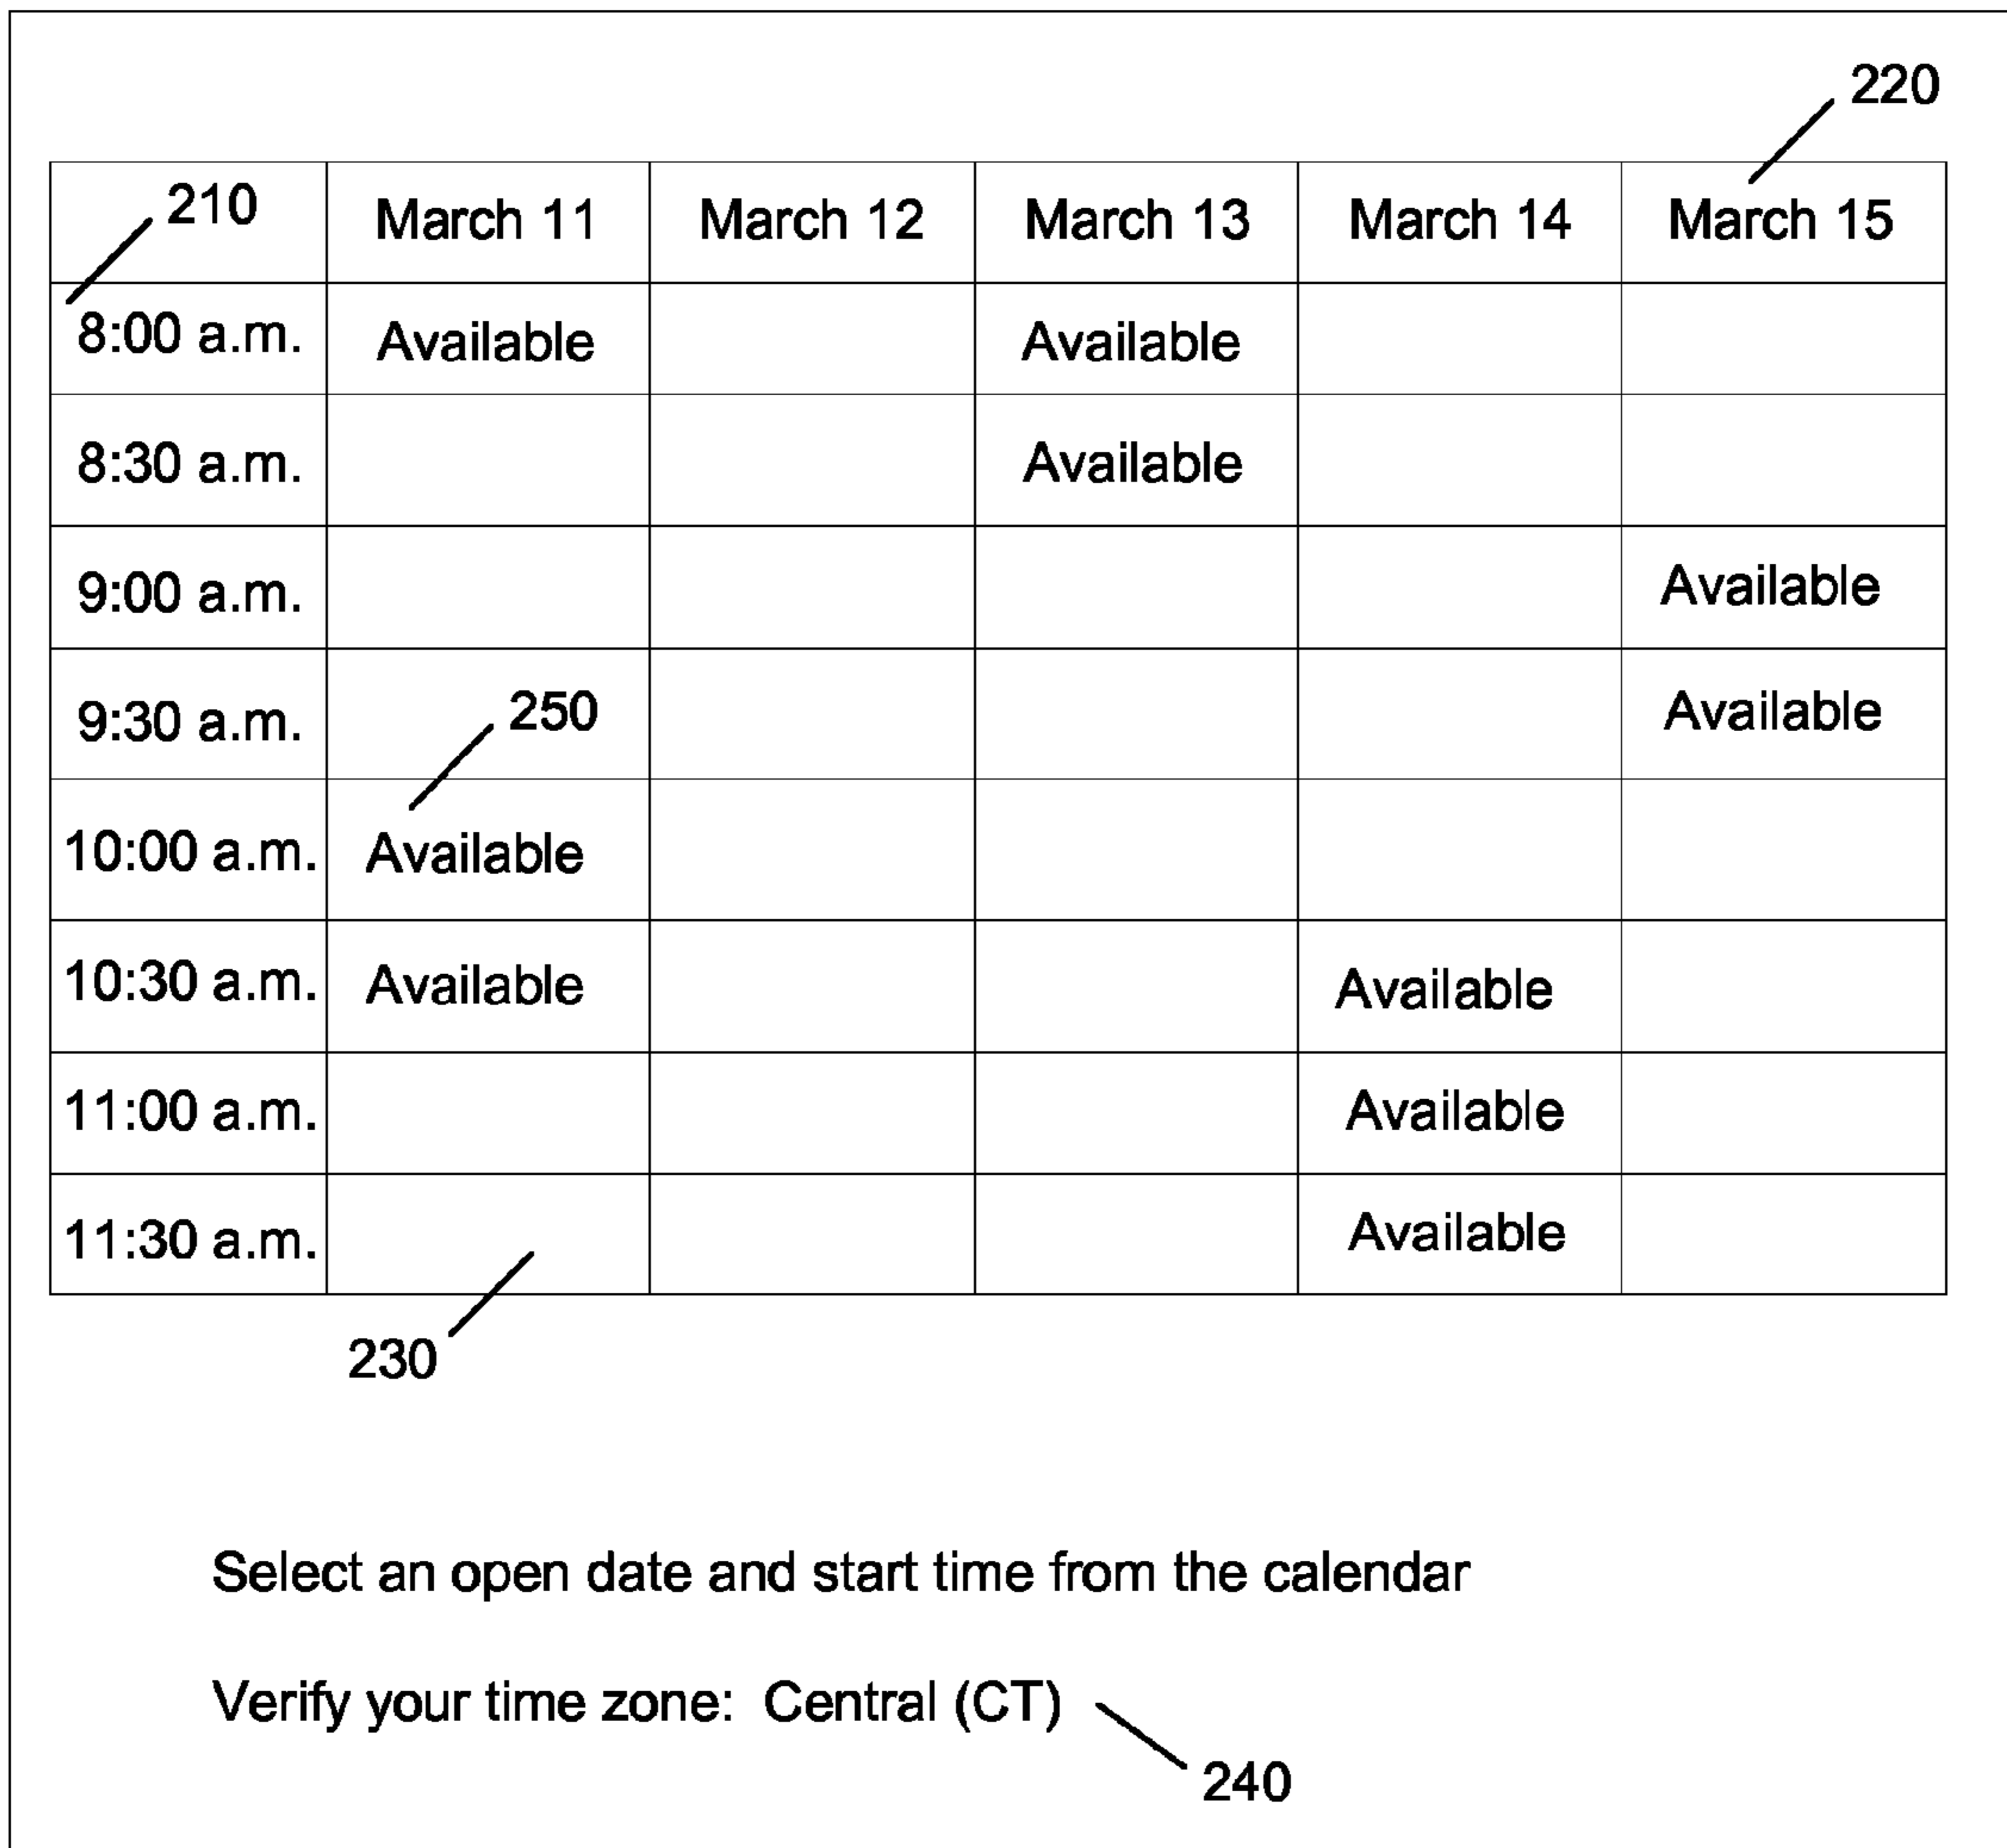 220
210 March 11 March 12 March 13 March 14 March 15
8:00 a.m. Available Available
8:30 a.m. Available
9:00 a.m. Available
9:30 a.m. 250 Available
10:00 a.m. Available
10:30 a.m. Available Available
11:00 a.m. Available
11:30 a.m. Available
230
Select an open date and start time from the calendar
Verify your time zone: Central (CT)
240